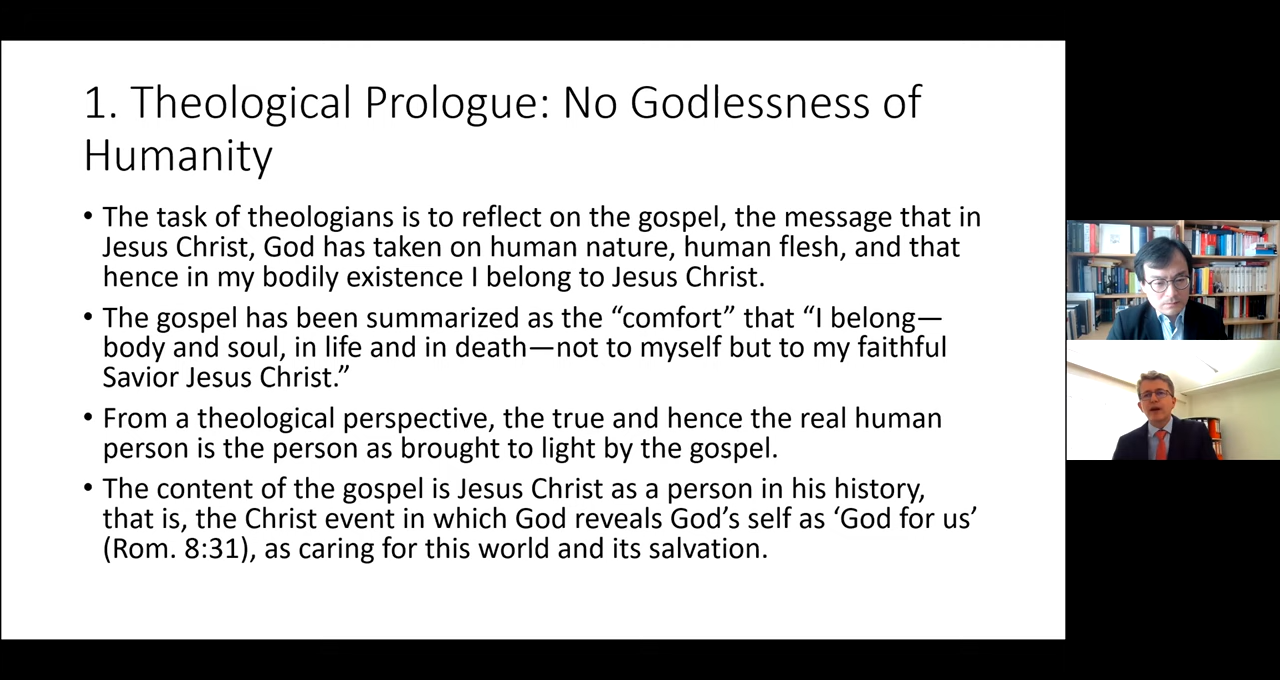 1. Theological Prologue: No Godlessness of
Humanity
• The task of theologians is to reflect on the gospel, the message that in
Jesus Christ, God has taken on human nature, human flesh, and that
hence in my bodily existence I belong to Jesus Christ.
• The gospel has been summarized as the “comfort” that “I belong—
body and soul, in life and in death—not to myself but to my faithful
Savior Jesus Christ.”
• From a theological perspective, the true and hence the real human
person is the person as brought to light by the gospel.
• The content of the gospel is Jesus Christ as a person in his history,
that is, the Christ event in which God reveals God’s self as ‘God for us’
(Rom. 8:31), as caring for this world and its salvation.